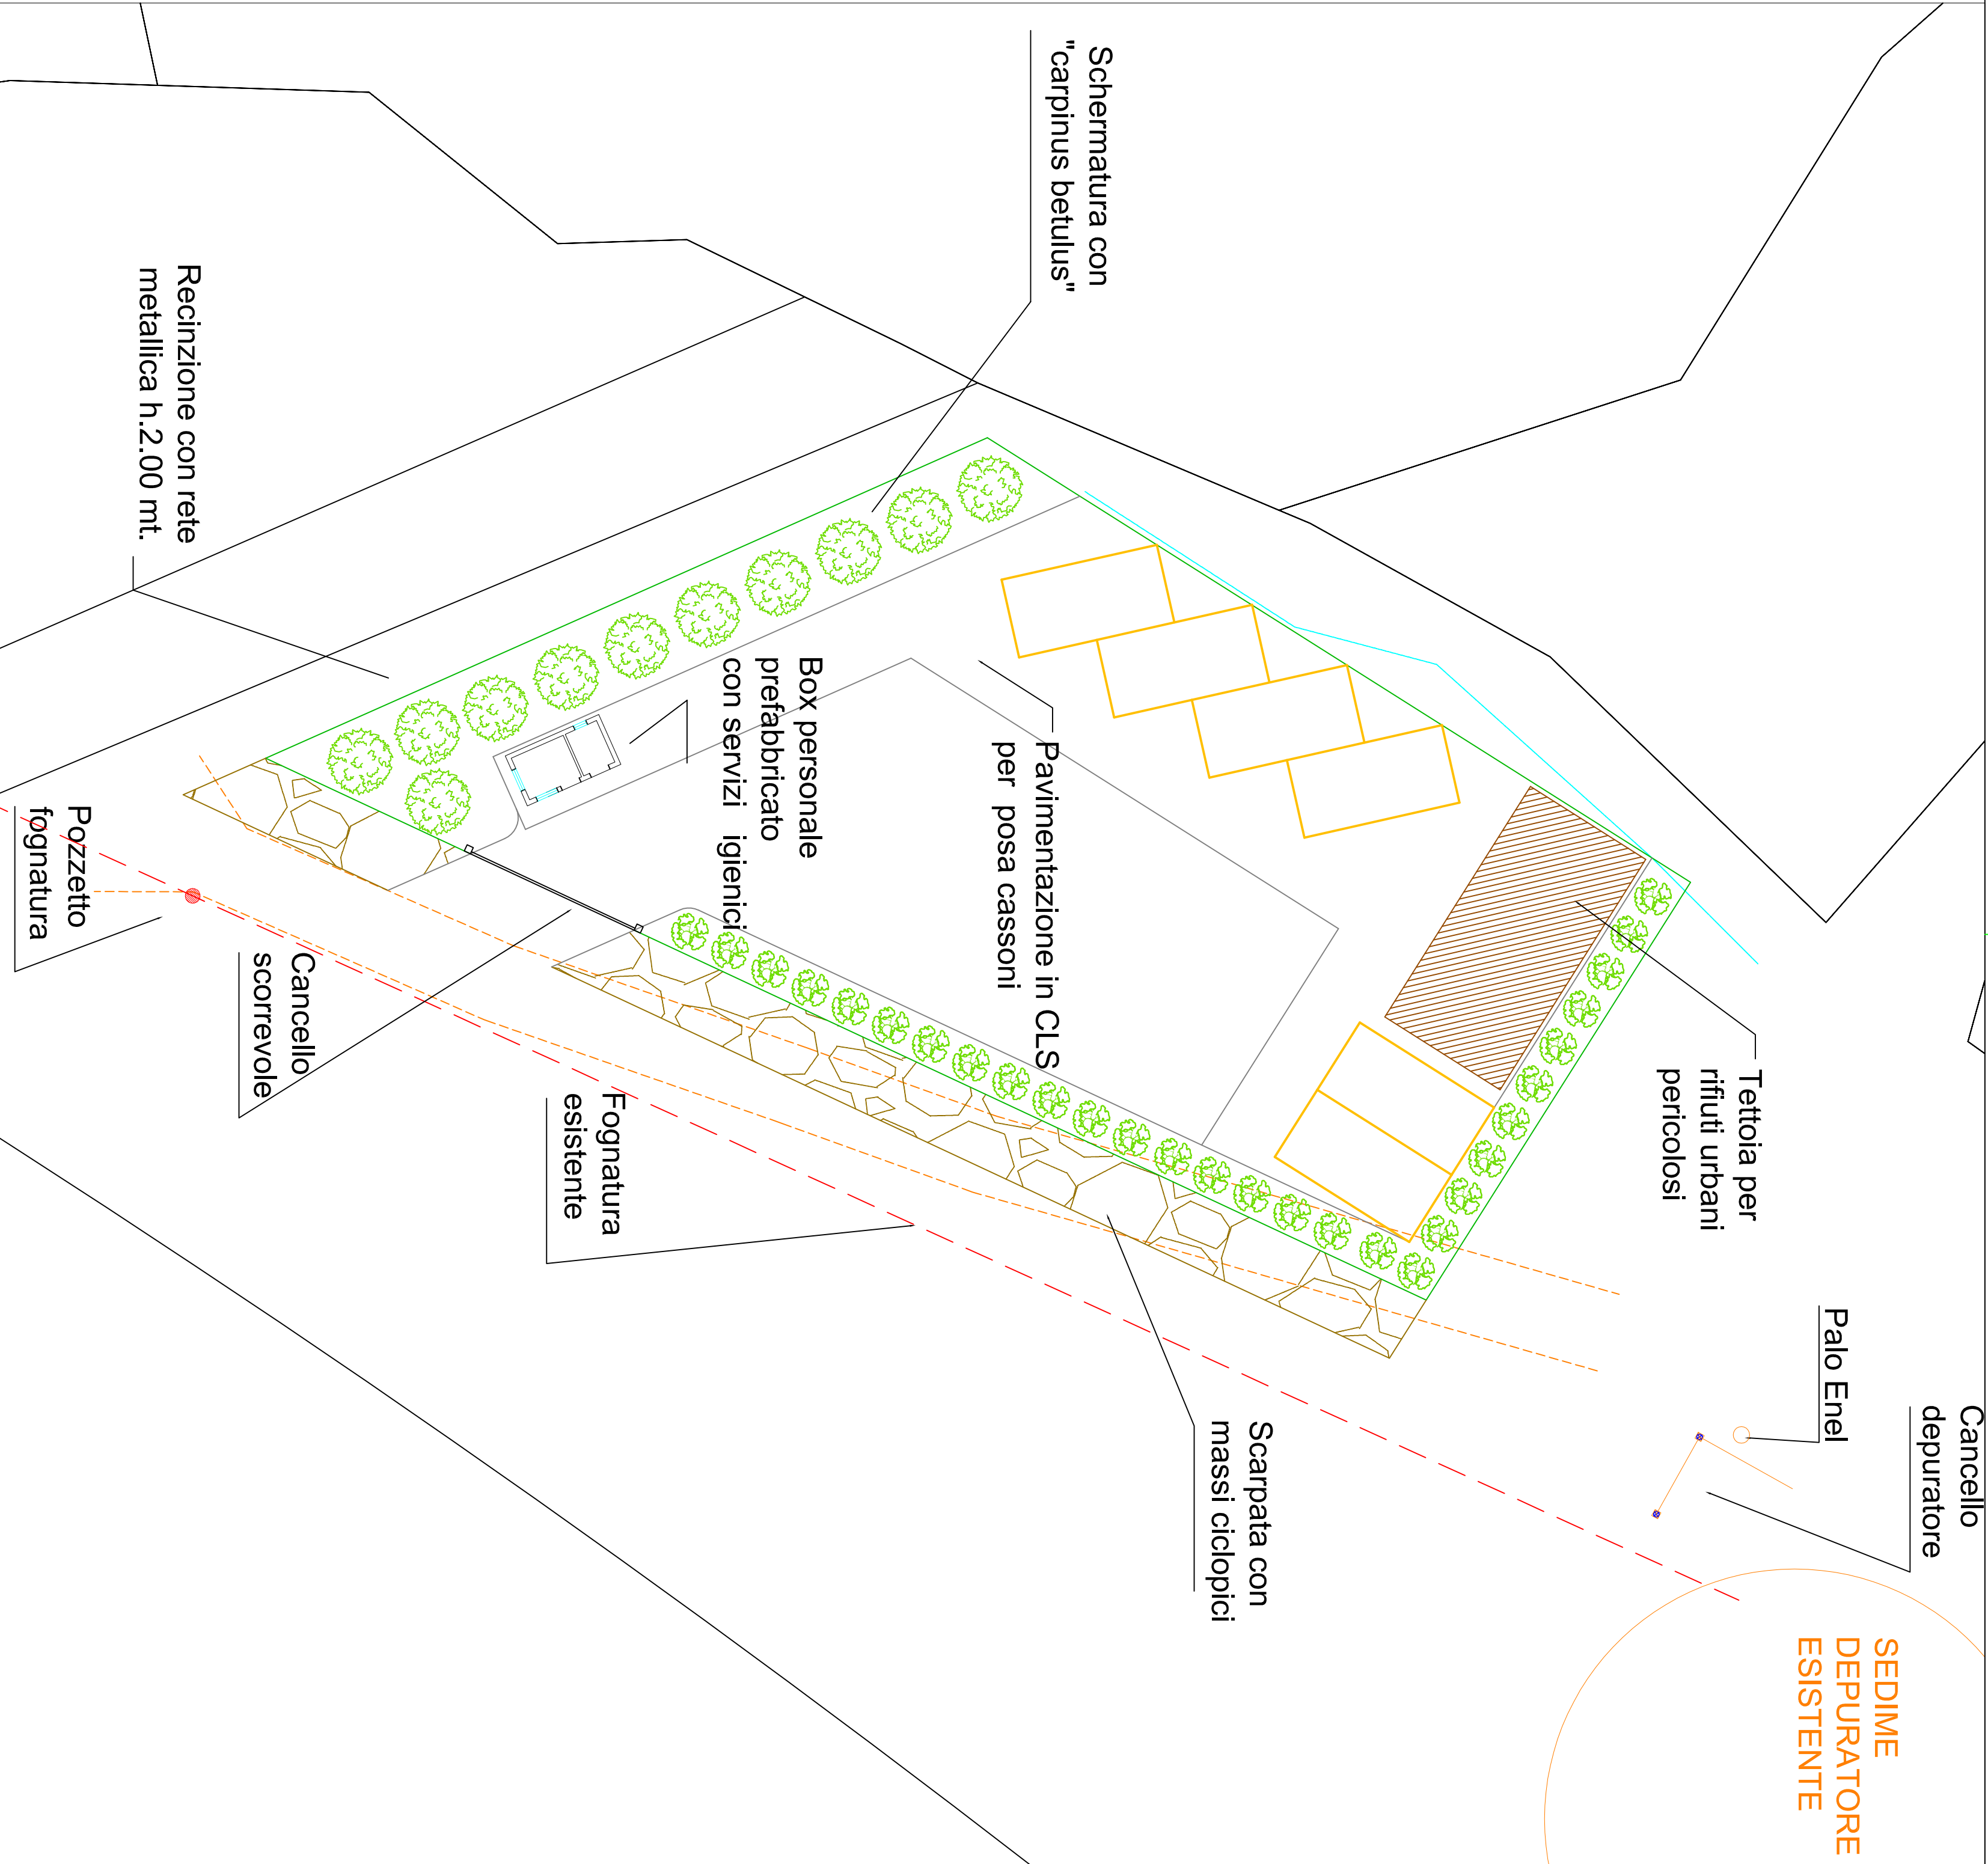 Schermatura con
"carpinus betulus"
Recinzione con rete
metallica h.2.00 mt.
Box personale
prefabbricato
con servizi igienici
Pavimentazione in CLS
per posa cassoni
Pozzetto
fognatura
Cancello
scorrevole
Fognatura
esistente
Tettoia per
rifiuti urbani
pericolosi
Palo Enel
Cancello
depuratore
Scarpata con
massi ciclopici
SEDIME
DEPURATORE
ESISTENTE